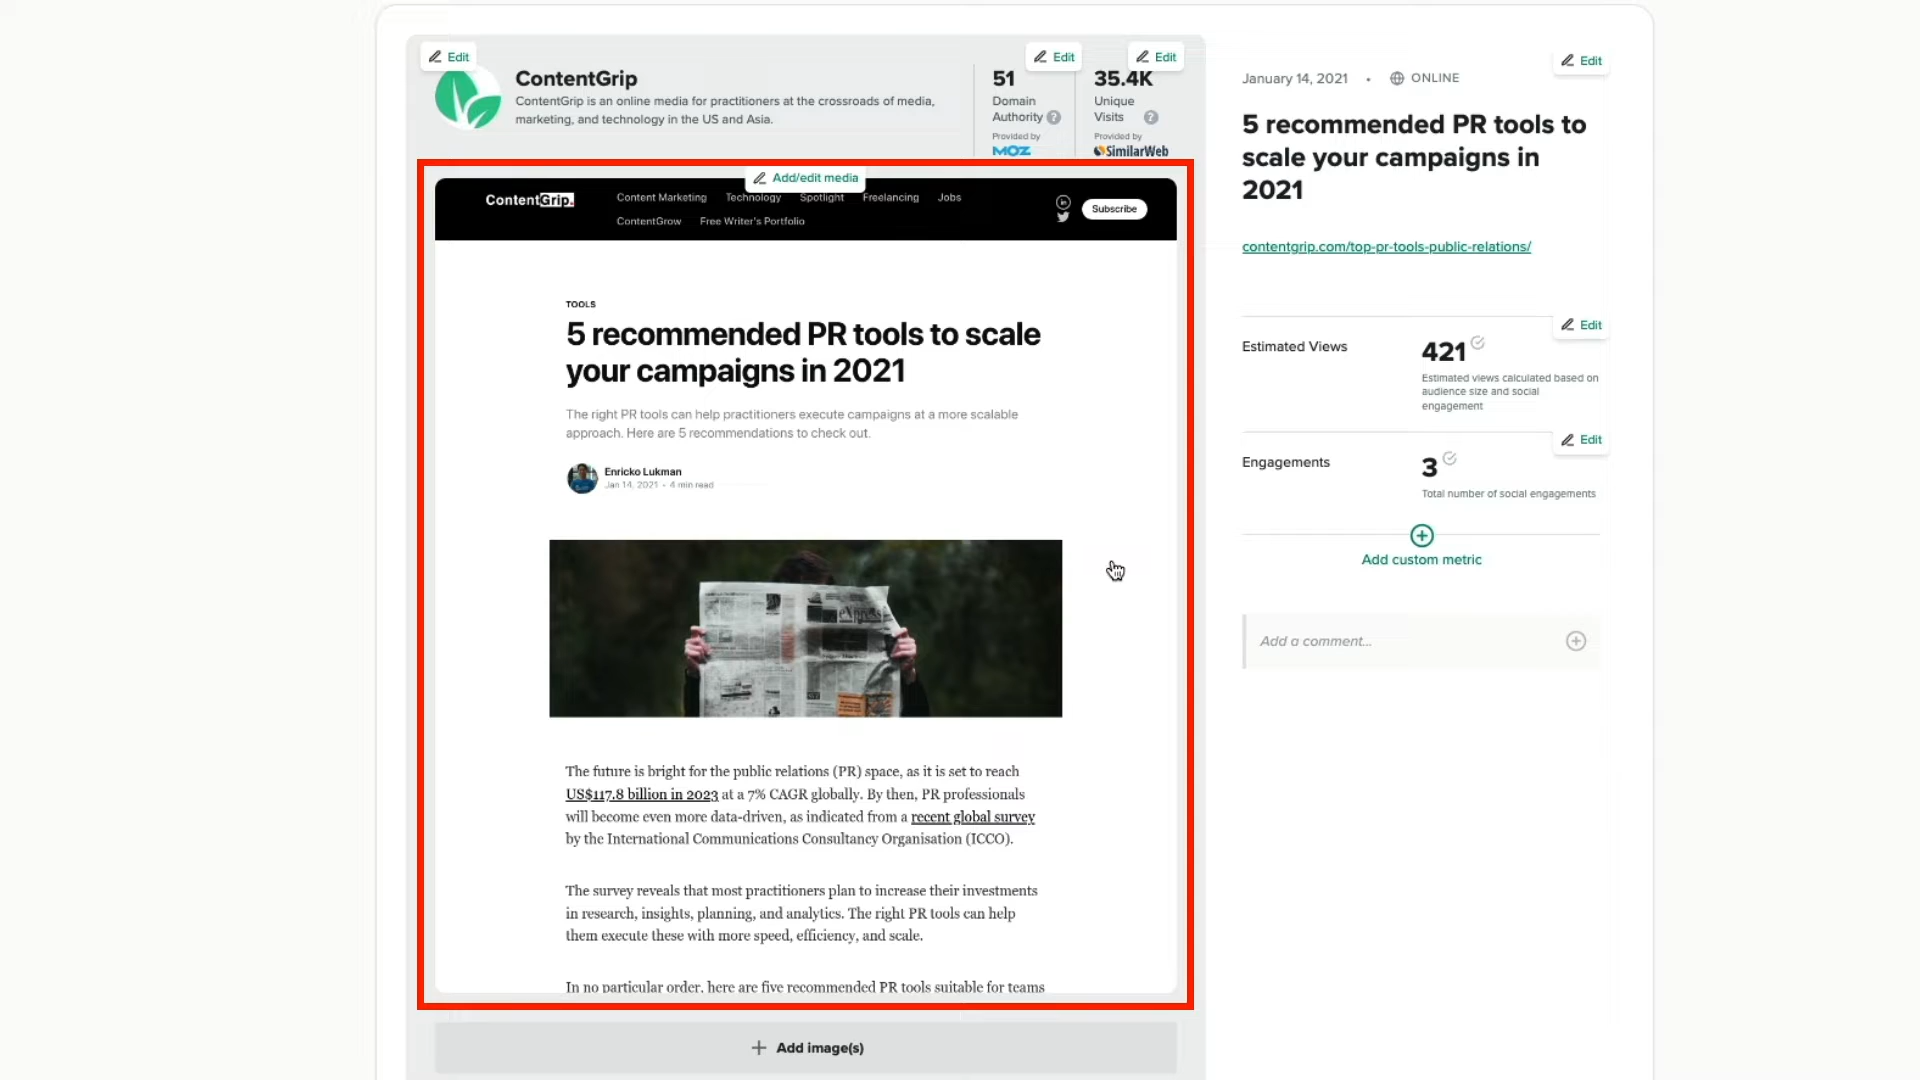 Edit
ContentGrip
ContentGrip is an online media for practitioners at the crossroads of media,
marketing, and technology in the US and Asia.
Edit
51
Domain
Authority ?
Provided by
MOZ
Edit
35.4K
Unique
Visits ?
Provided by
SimilarWeb
Add/edit media
ContentGrip.
Content Marketing Technology Spotlight Freelancing Jobs
ContentGrow Free Writer's Portfolio
in
Subscribe
TOOLS
5 recommended PR tools to scale
your campaigns in 2021
The right PR tools can help practitioners execute campaigns at a more scalable
approach. Here are 5 recommendations to check out.
Enricko Lukman
Jan 14, 2021 • 4 min read
eXpress
The future is bright for the public relations (PR) space, as it is set to reach
US$117.8 billion in 2023 at a 7% CAGR globally. By then, PR professionals
will become even more data-driven, as indicated from a recent global survey
by the International Communications Consultancy Organisation (ICCO).
The survey reveals that most practitioners plan to increase their investments
in research, insights, planning, and analytics. The right PR tools can help
them execute these with more speed, efficiency, and scale.
In no particular order, here are five recommended PR tools suitable for teams
+ Add image(s)
January 14, 2021 • ONLINE
Edit
5 recommended PR tools to
scale your campaigns in
2021
contentgrip.com/top-pr-tools-public-relations/
Edit
Estimated Views 421
Estimated views calculated based on
audience size and social
engagement
Edit
Engagements 3
Total number of social engagements
Add custom metric
Add a comment...